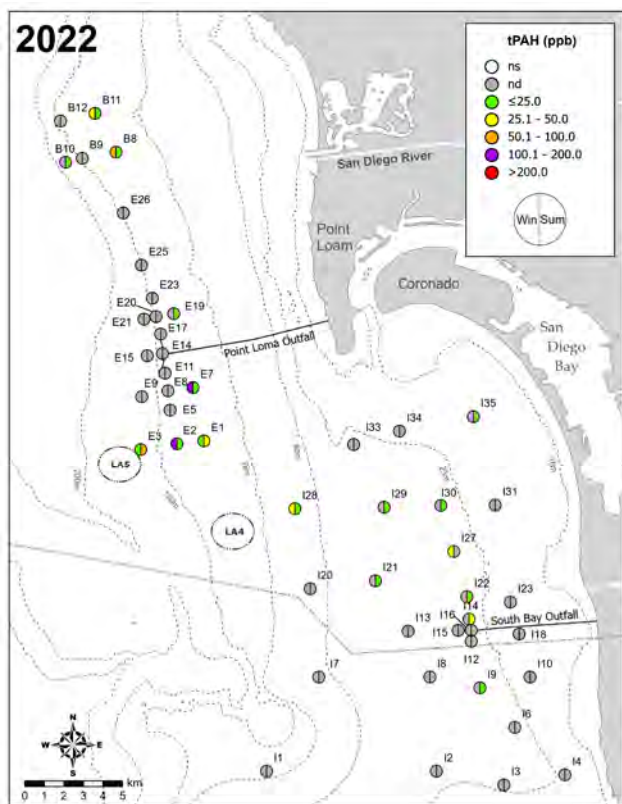 2022
tPAH (ppb)
ns
nd
≤25.0
25.1 – 50.0
50.1 – 100.0
100.1 – 200.0
>200.0
Win Sum
B12
B11
B10
B9
B8
San Diego River
E26
Point
Loam
E25
Coronado
E23
E20
E19
E21
E17
San
Diego
Bay
Point Loma Outfall
E14
E15
E11
E8
E7
E9
E5
I35
E3
E2
E1
I34
I33
LA5
LA4
I28
I29
I30
I31
I27
I20
I21
I22
I23
I14
I16
I13
I15
South Bay Outfall
I18
I12
I7
I8
I9
I10
I6
N
W
E
S
I1
I2
I3
I4
km
0 1 2 3 4 5